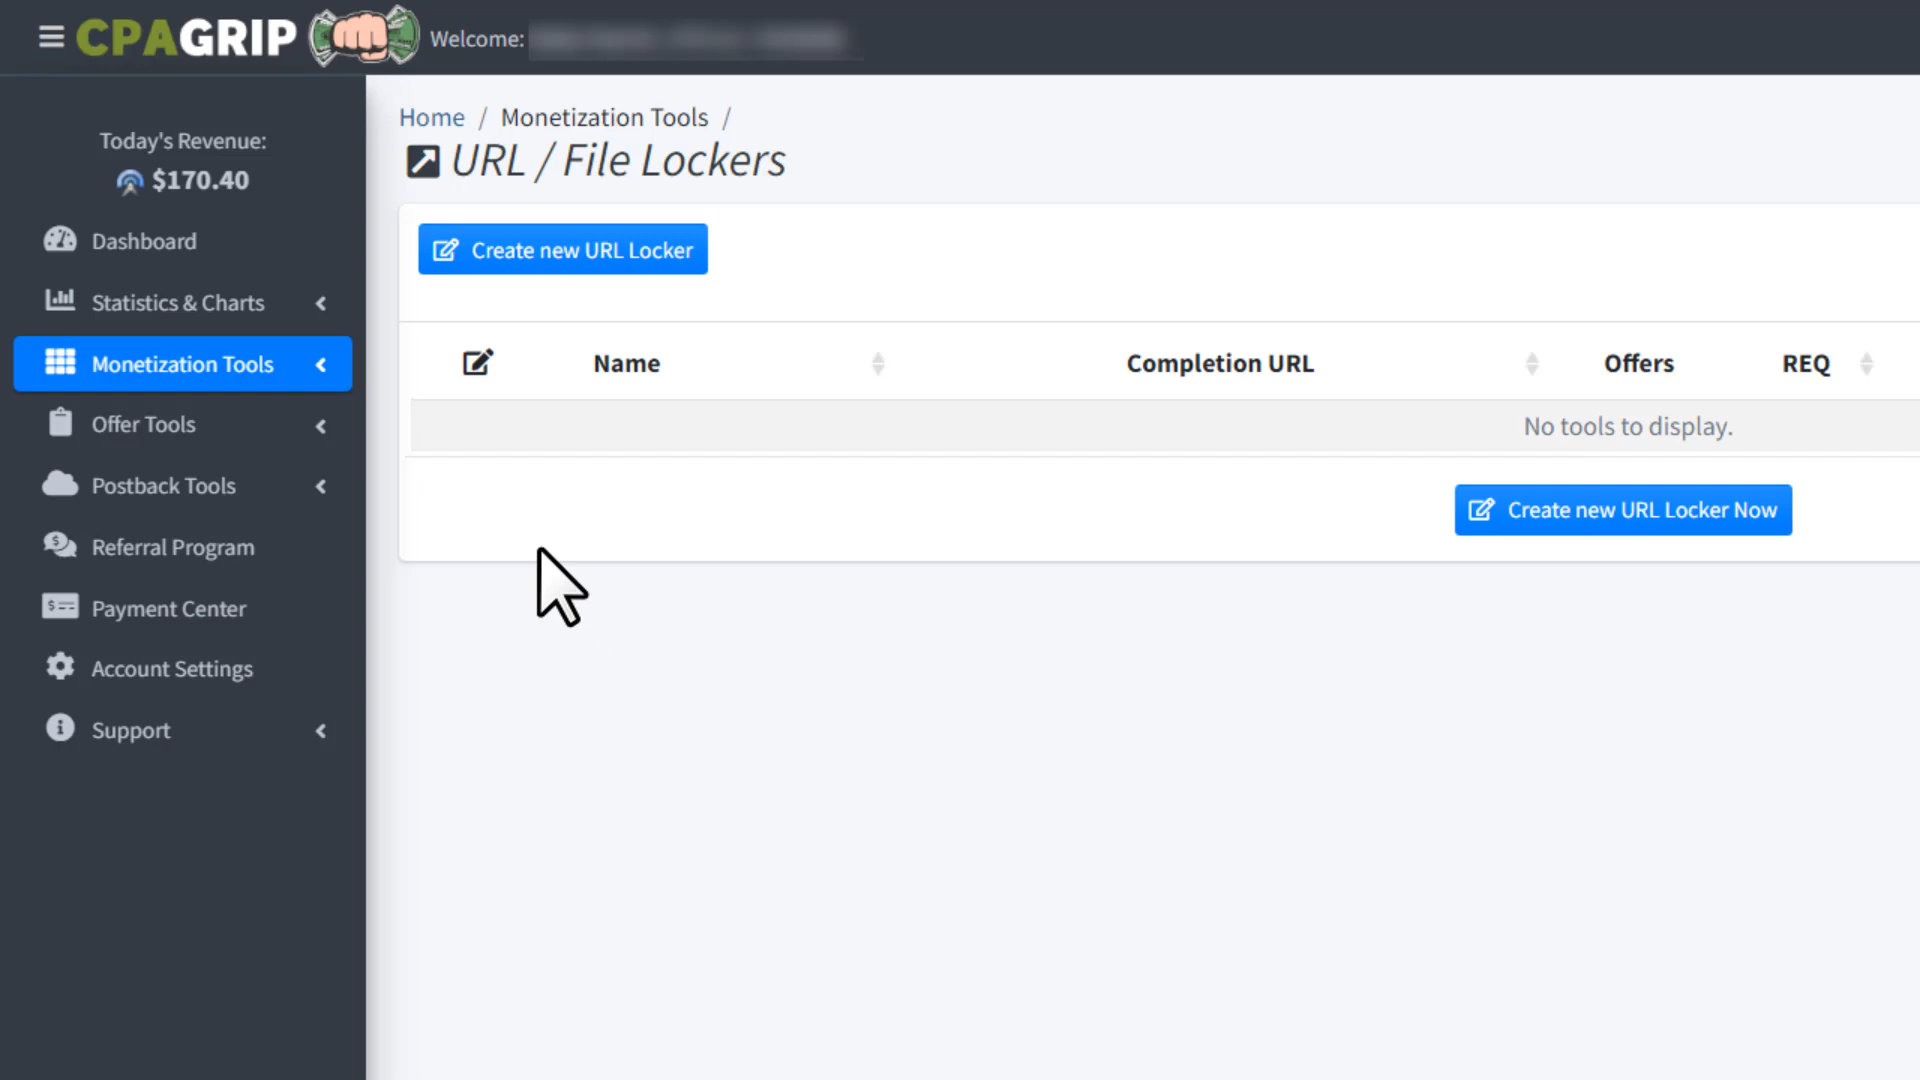 CPAGRIP
Welcome:
Today's Revenue:
$170.40
Dashboard
Statistics & Charts
Monetization Tools
Offer Tools
Postback Tools
Referral Program
Payment Center
Account Settings
Support
Home / Monetization Tools /
URL / File Lockers
Create new URL Locker
Name Completion URL Offers REQ
No tools to display.
Create new URL Locker Now